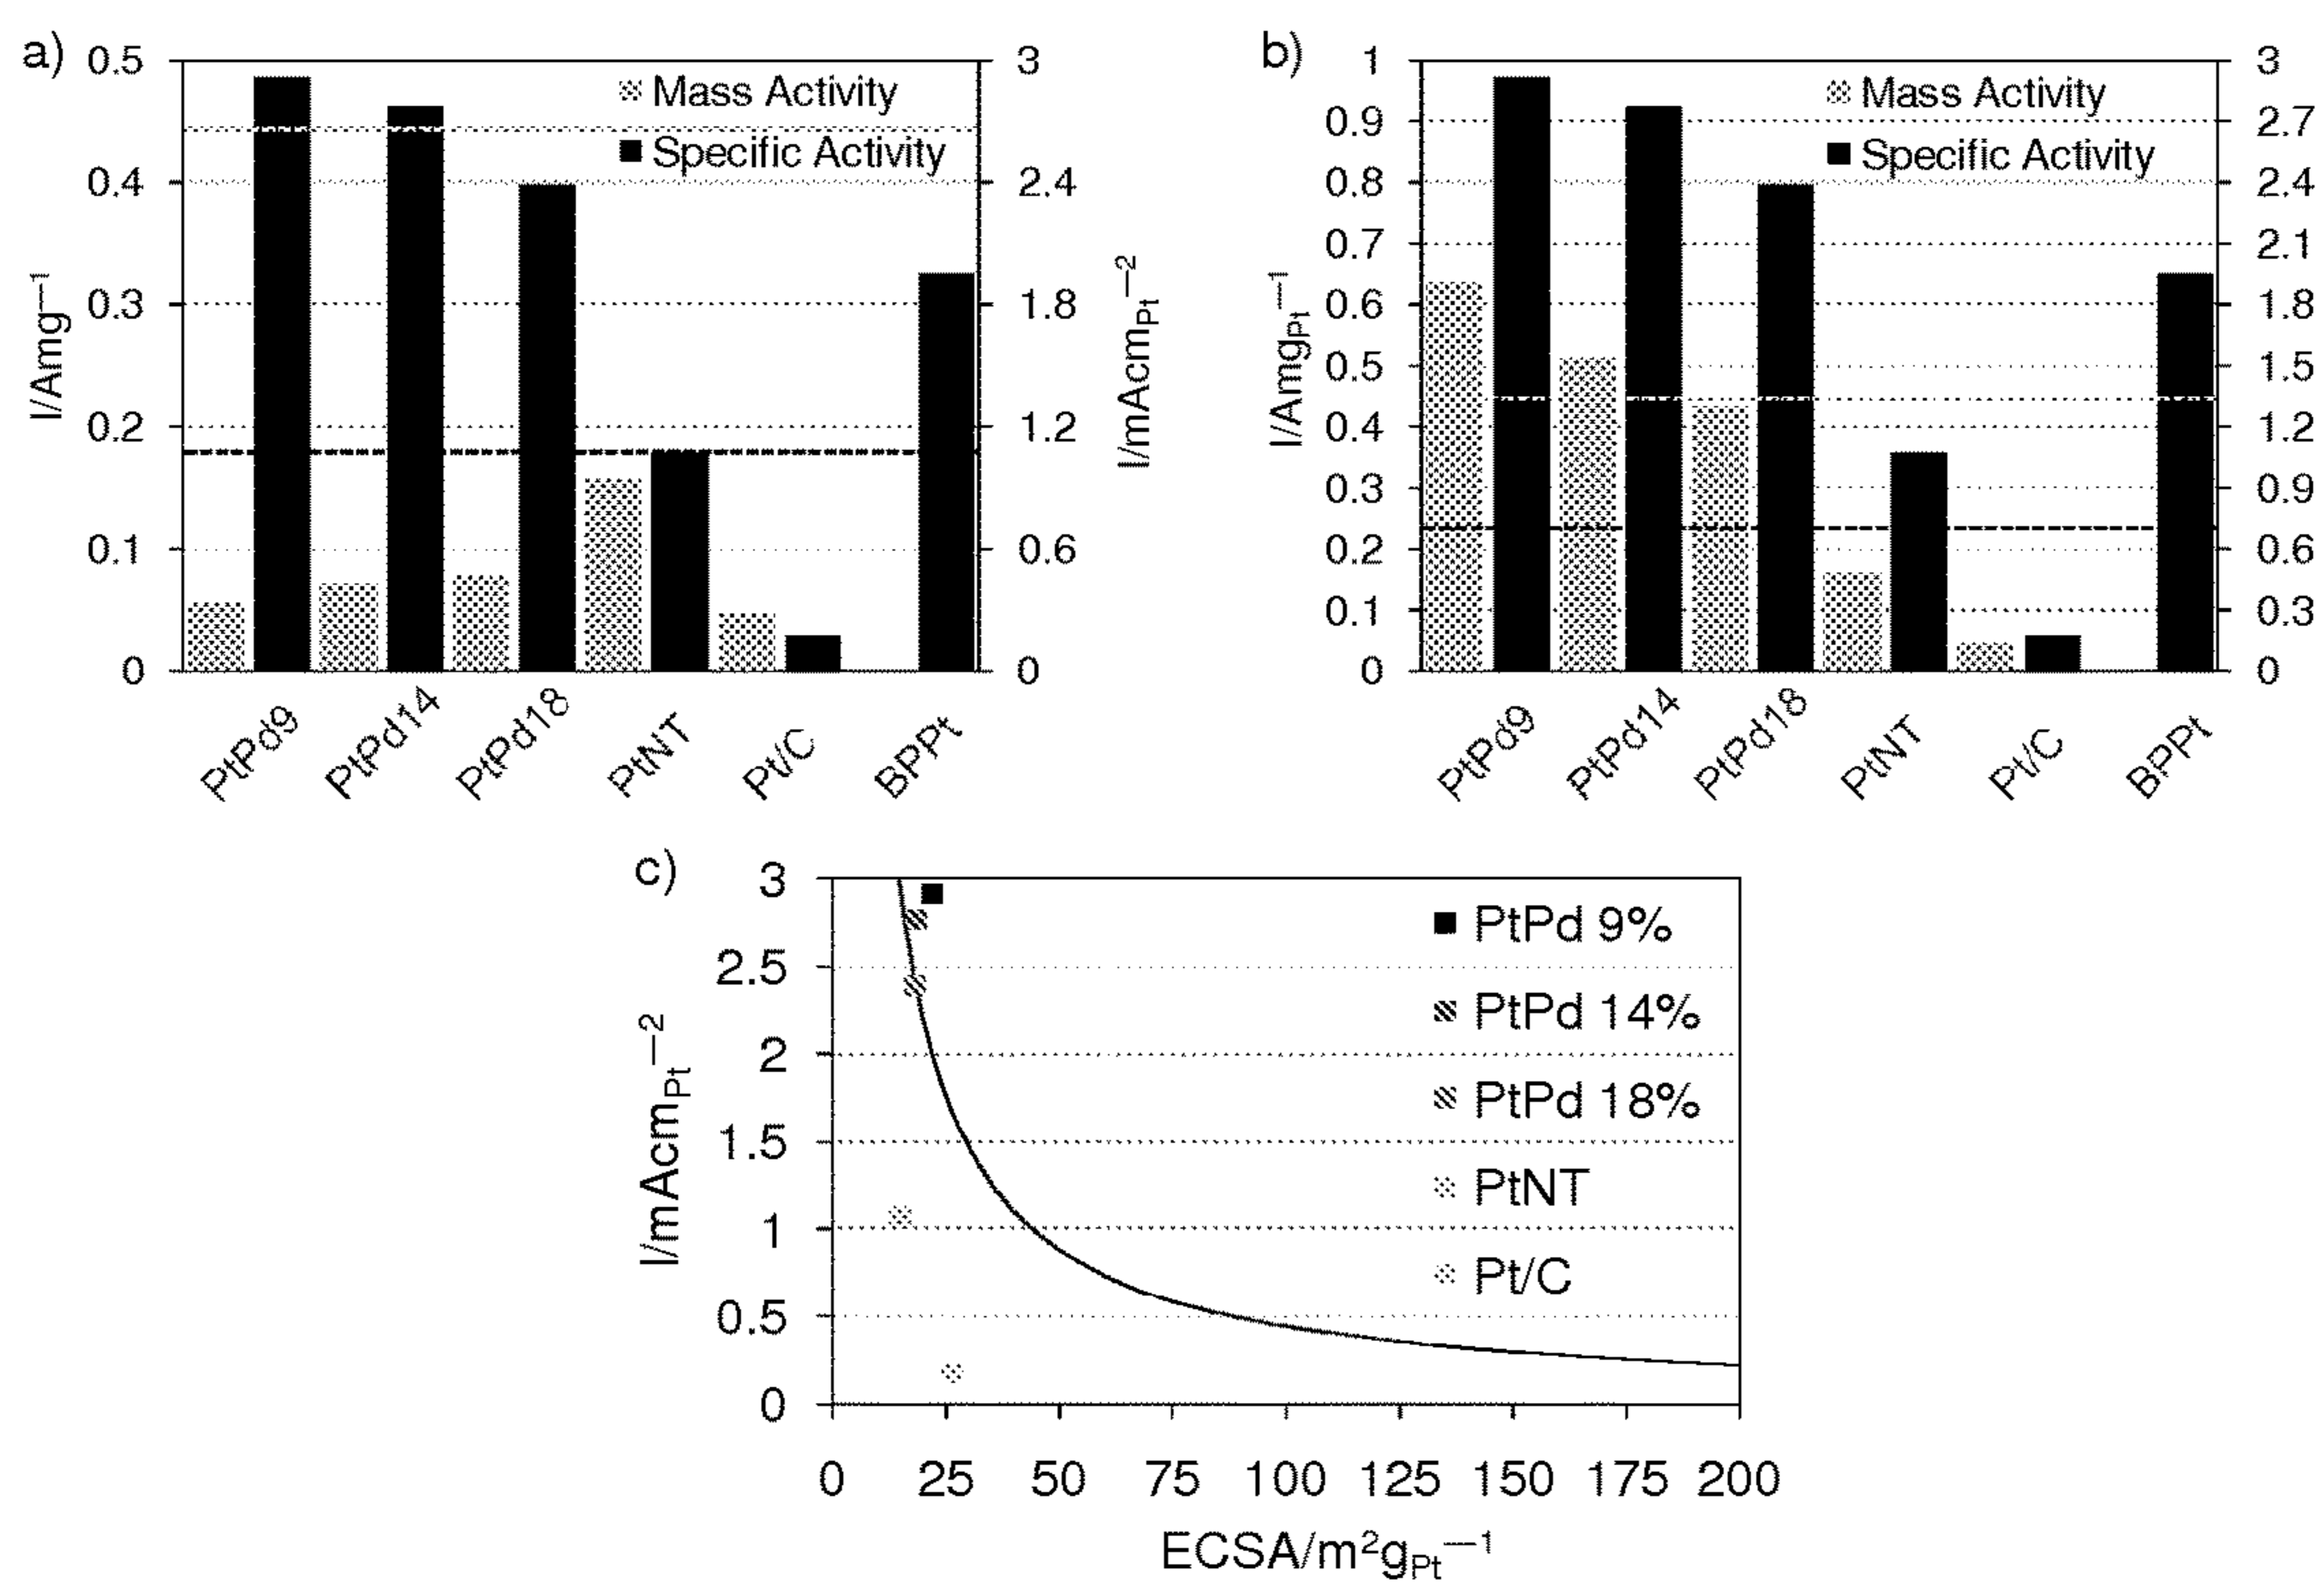 a)
0.5
0.4
0.3
0.2
0.1
0
I/Amg—1
Mass Activity
Specific Activity
3
2.4
1.8
1.2
0.6
0
I/mAcmPt—2
PtPd9
PtPd14
PtPd18
PtNT
Pt/C
BPPt
b)
1
0.9
0.8
0.7
0.6
0.5
0.4
0.3
0.2
0.1
0
I/AmgPt—1
Mass Activity
Specific Activity
3
2.7
2.4
2.1
1.8
1.5
1.2
0.9
0.6
0.3
0
PtPd9
PtPd14
PtPd18
PtNT
Pt/C
BPPt
c)
3
2.5
2
1.5
1
0.5
0
I/mAcmPt—2
PtPd 9%
PtPd 14%
PtPd 18%
PtNT
Pt/C
0 25 50 75 100 125 150 175 200
ECSA/m2gPt—1